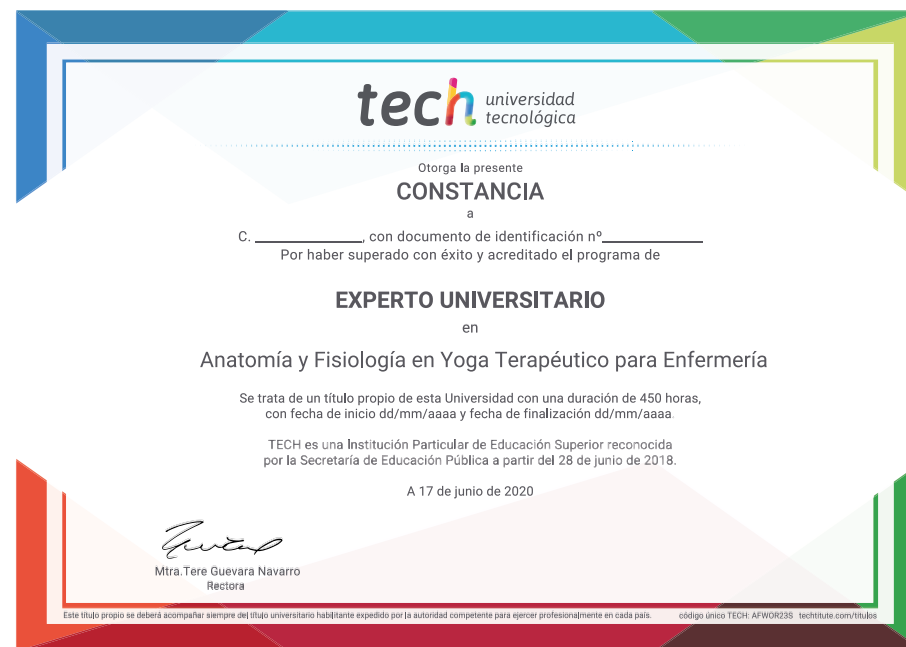 tech universidad
tecnológica
Otorga la presente
CONSTANCIA
a
C. ____________, con documento de identificación nº____________
Por haber superado con éxito y acreditado el programa de
EXPERTO UNIVERSITARIO
en
Anatomía y Fisiología en Yoga Terapéutico para Enfermería
Se trata de un título propio de esta Universidad con una duración de 450 horas,
con fecha de inicio dd/mm/aaaa y fecha de finalización dd/mm/aaaa.
TECH es una Institución Particular de Educación Superior reconocida
por la Secretaría de Educación Pública a partir del 28 de junio de 2018.
A 17 de junio de 2020
Mtra.Tere Guevara Navarro
Rectora
Este título propio se deberá acompañar siempre del título universitario habilitante expedido por la autoridad competente para ejercer profesionalmente en cada país. código único TECH: AFWOR23S techtitute.com/titulos